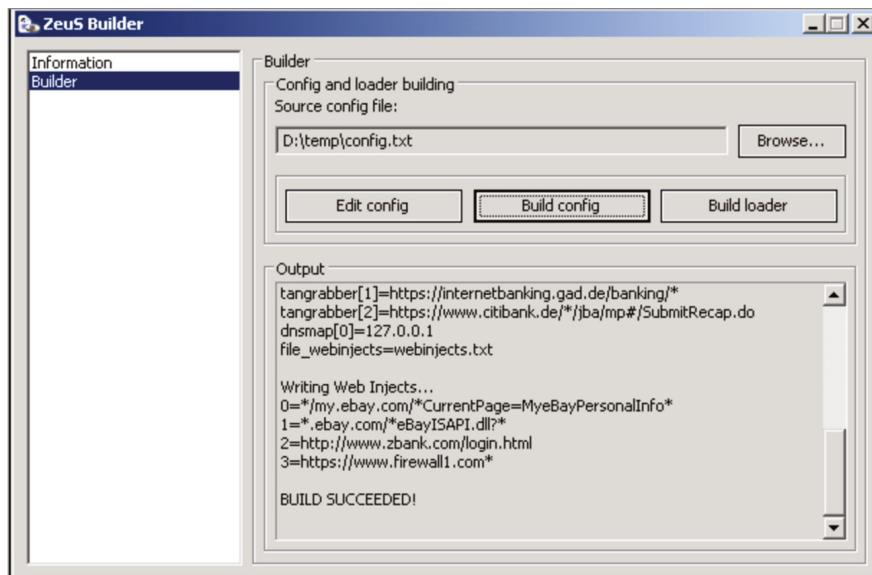 ZeuS Builder
Information
Builder
Builder
Config and loader building
Source config file:
D:\temp\config.txt
Browse...
Edit config
Build config
Build loader
Output
tangrabber[1]=https://internetbanking.gad.de/banking/*
tangrabber[2]=https://www.citibank.de/*/jba/mp#/SubmitRecap.do
dnsmap[0]=127.0.0.1
file_webinjects=webinjects.txt
Writing Web Injects...
0=*/my.ebay.com/*CurrentPage=MyeBayPersonalInfo*
1=*.ebay.com/*eBayISAPI.dll?*
2=http://www.zbank.com/login.html
3=https://www.firewall1.com*
BUILD SUCCEEDED!